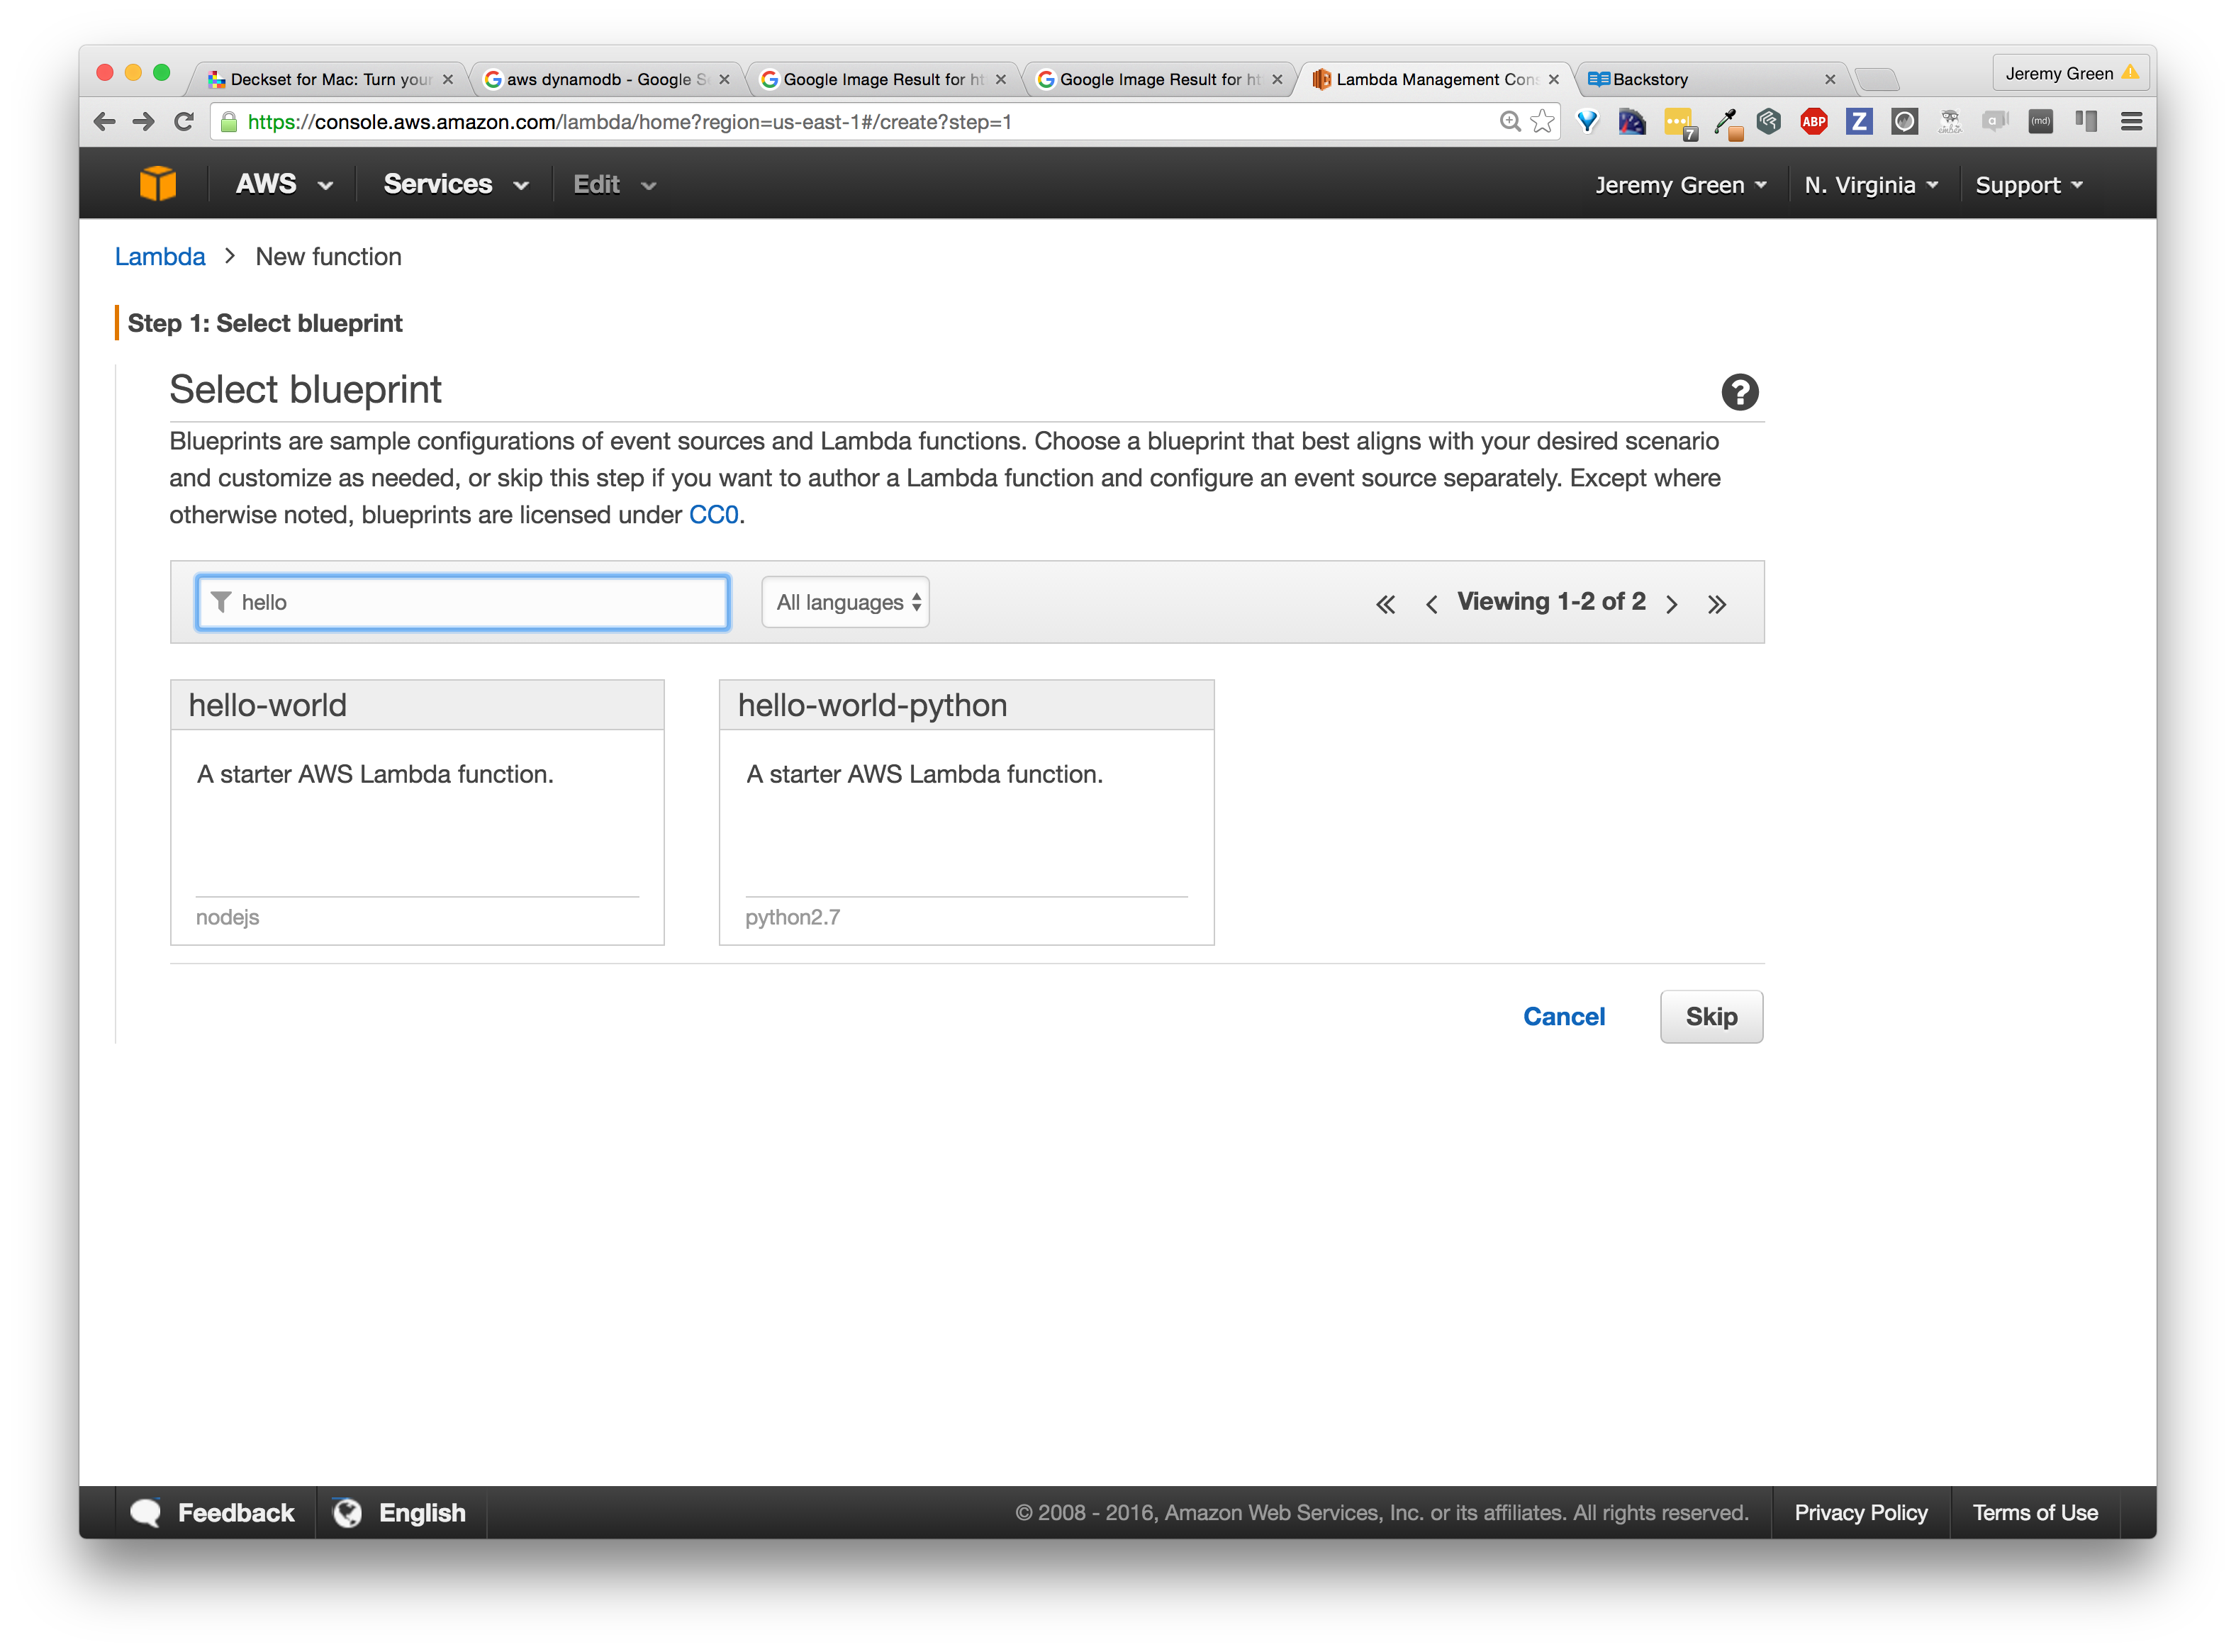 Deckset for Mac: Turn your
aws dynamodb - Google S
Google Image Result for ht
Google Image Result for ht
Lambda Management Cons
Backstory
Jeremy Green
https://console.aws.amazon.com/lambda/home?region=us-east-1#/create?step=1
7
ABP
Z
a
(md)
AWS
Services
Edit
Jeremy Green
N. Virginia
Support
Lambda > New function
Step 1: Select blueprint
Select blueprint
?
Blueprints are sample configurations of event sources and Lambda functions. Choose a blueprint that best aligns with your desired scenario
and customize as needed, or skip this step if you want to author a Lambda function and configure an event source separately. Except where
otherwise noted, blueprints are licensed under CC0.
hello
All languages
« < Viewing 1-2 of 2 > »
hello-world
A starter AWS Lambda function.
nodejs
hello-world-python
A starter AWS Lambda function.
python2.7
Cancel
Skip
Feedback
English
© 2008 - 2016, Amazon Web Services, Inc. or its affiliates. All rights reserved.
Privacy Policy
Terms of Use